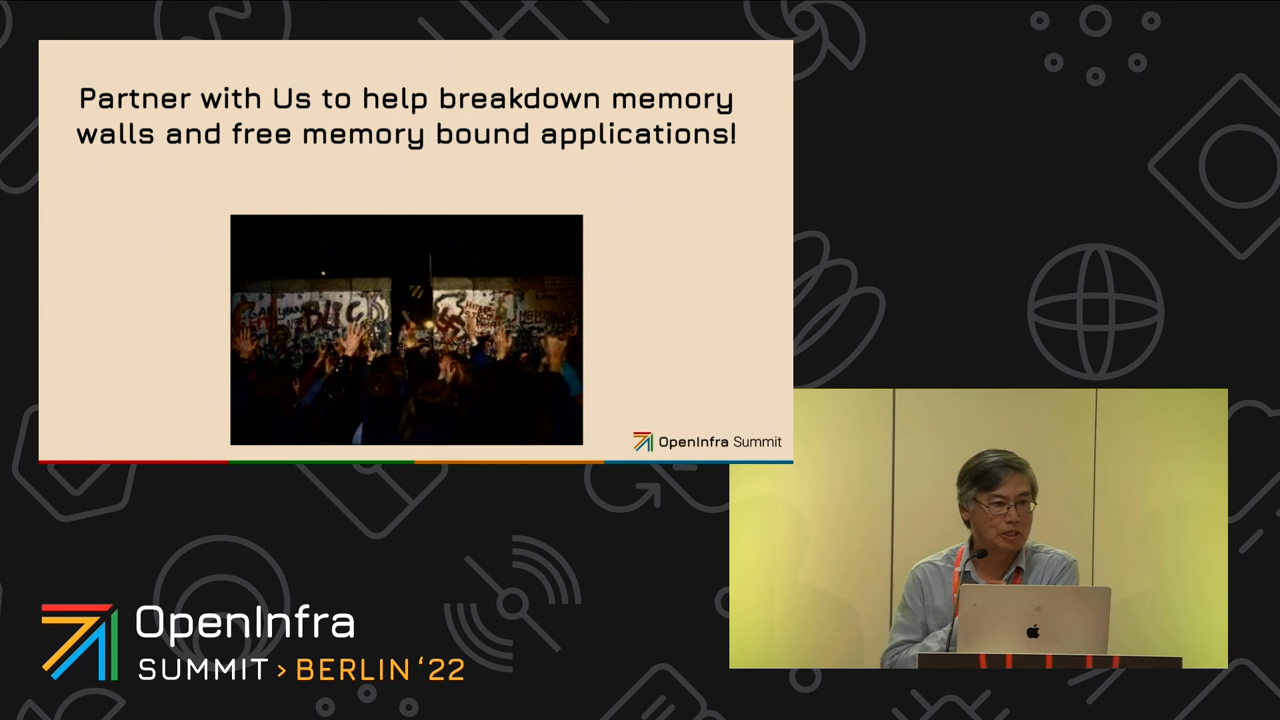 Partner with Us to help breakdown memory
walls and free memory bound applications!
BLIC
OpenInfra Summit
OpenInfra
SUMMIT > BERLIN ‘22